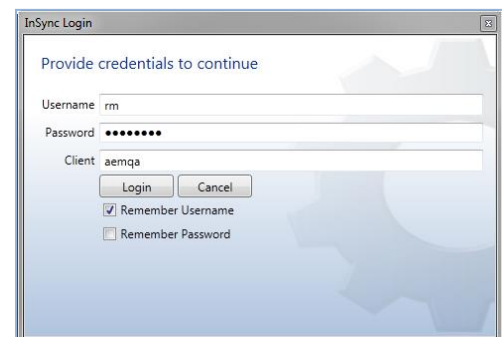 InSync Login
Provide credentials to continue
Username rm
Password ●●●●●●●●
Client aemqa
Login Cancel
Remember Username
Remember Password